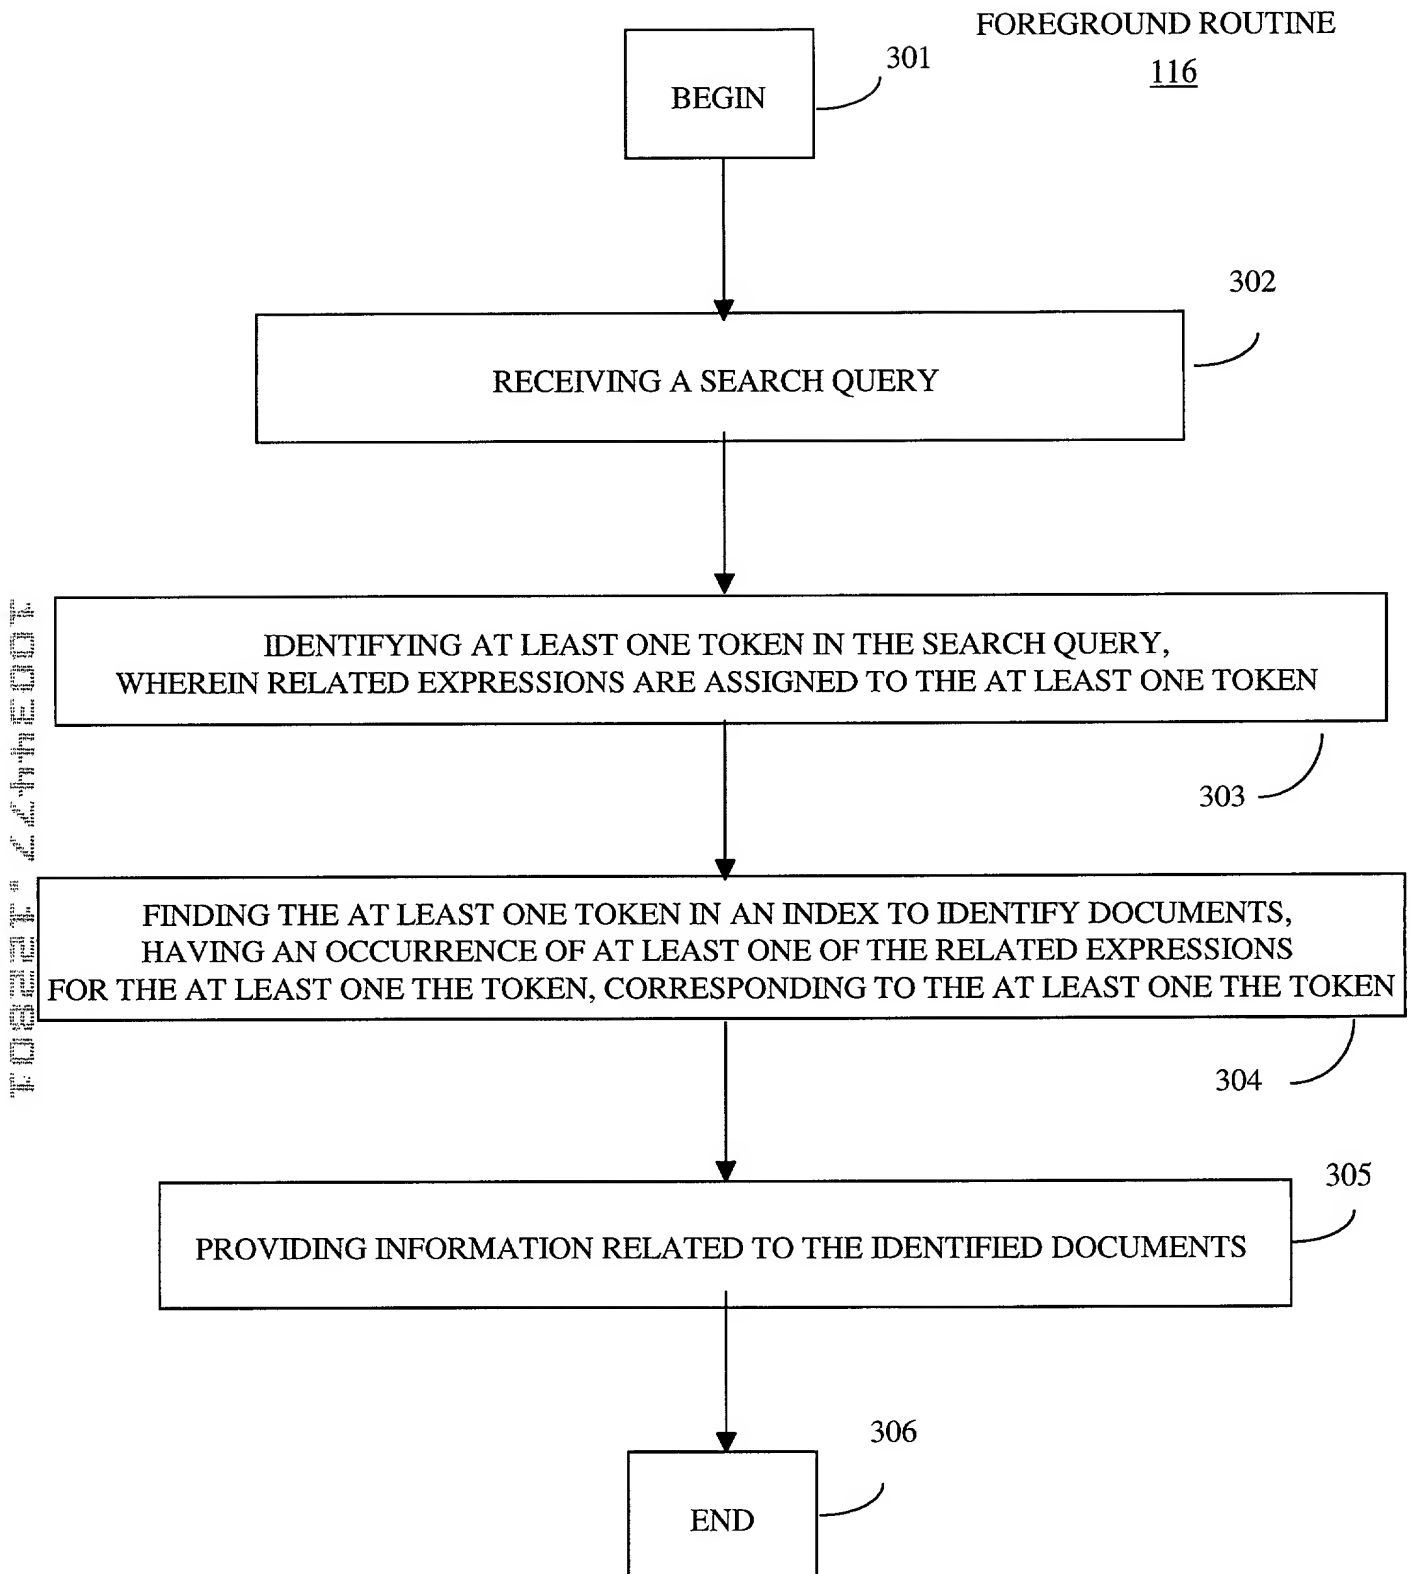 FOREGROUND ROUTINE
116
301
BEGIN
302
RECEIVING A SEARCH QUERY
IDENTIFYING AT LEAST ONE TOKEN IN THE SEARCH QUERY,
WHEREIN RELATED EXPRESSIONS ARE ASSIGNED TO THE AT LEAST ONE TOKEN
303
FINDING THE AT LEAST ONE TOKEN IN AN INDEX TO IDENTIFY DOCUMENTS,
HAVING AN OCCURRENCE OF AT LEAST ONE OF THE RELATED EXPRESSIONS
FOR THE AT LEAST ONE THE TOKEN, CORRESPONDING TO THE AT LEAST ONE THE TOKEN
304
305
PROVIDING INFORMATION RELATED TO THE IDENTIFIED DOCUMENTS
306
END